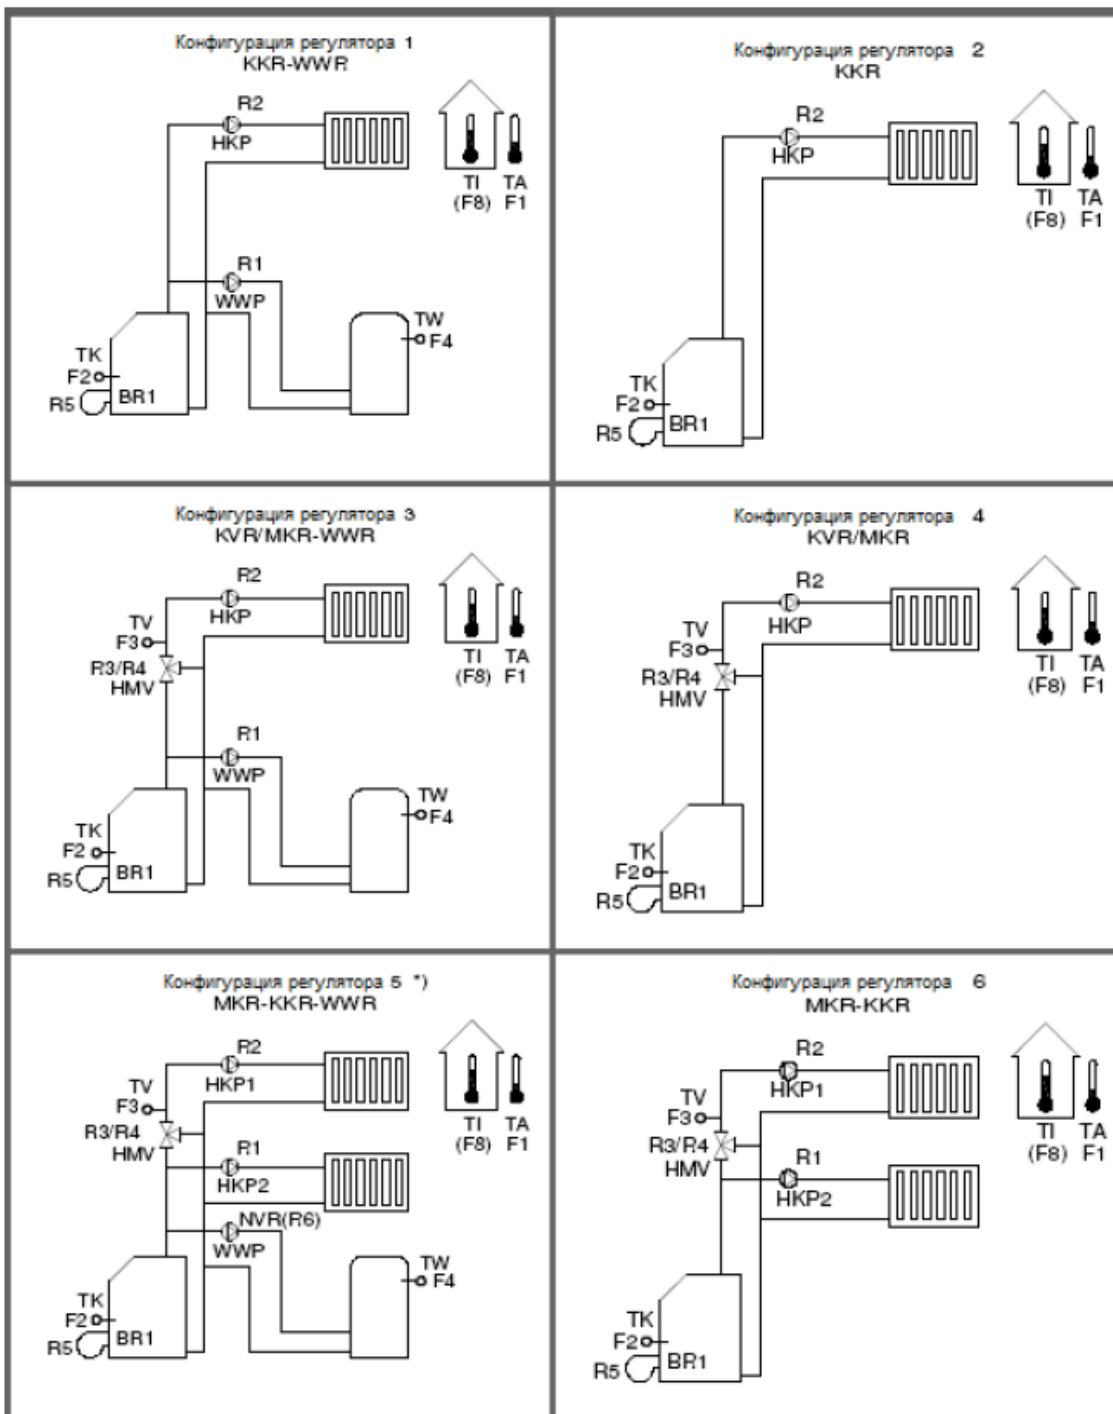 Конфигурация регулятора 1
KKR-WWR
R2
HKP
TI
(F8)
TA
F1
R1
WWP
TW
F4
TK
F2
R5
BR1
Конфигурация регулятора 2
KKR
R2
HKP
TI
(F8)
TA
F1
TK
F2
R5
BR1
Конфигурация регулятора 3
KVR/MKR-WWR
R2
HKP
TV
F3
R3/R4
HMV
TI
(F8)
TA
F1
R1
WWP
TW
F4
TK
F2
R5
BR1
Конфигурация регулятора 4
KVR/MKR
R2
HKP
TV
F3
R3/R4
HMV
TI
(F8)
TA
F1
TK
F2
R5
BR1
Конфигурация регулятора 5 *)
MKR-KKR-WWR
R2
HKP1
TV
F3
R3/R4
HMV
TI
(F8)
TA
F1
R1
HKP2
NVR(R6)
WWP
TW
F4
TK
F2
R5
BR1
Конфигурация регулятора 6
MKR-KKR
R2
HKP1
TV
F3
R3/R4
HMV
TI
(F8)
TA
F1
R1
HKP2
TK
F2
R5
BR1